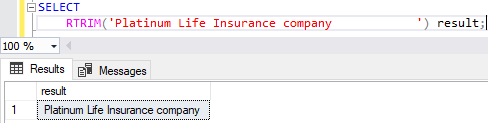 SELECT
RTRIM('Platinum Life Insurance company            ') result;
100 %
Results Messages
result
1 Platinum Life Insurance company